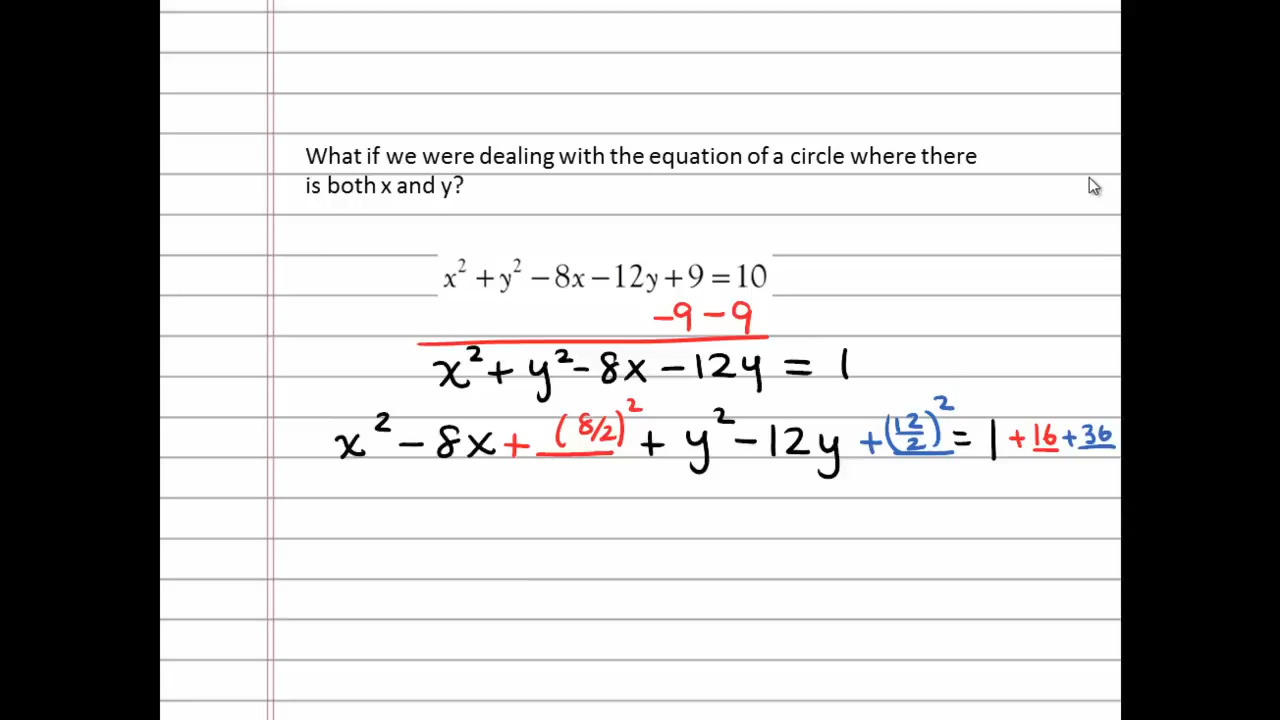 What if we were dealing with the equation of a circle where there
is both x and y?
x² + y² − 8x − 12y + 9 = 10
−9 − 9
x² + y² − 8x − 12y = 1
x² − 8x + (8/2)² + y² − 12y + (12/2)² = 1 + 16 + 36